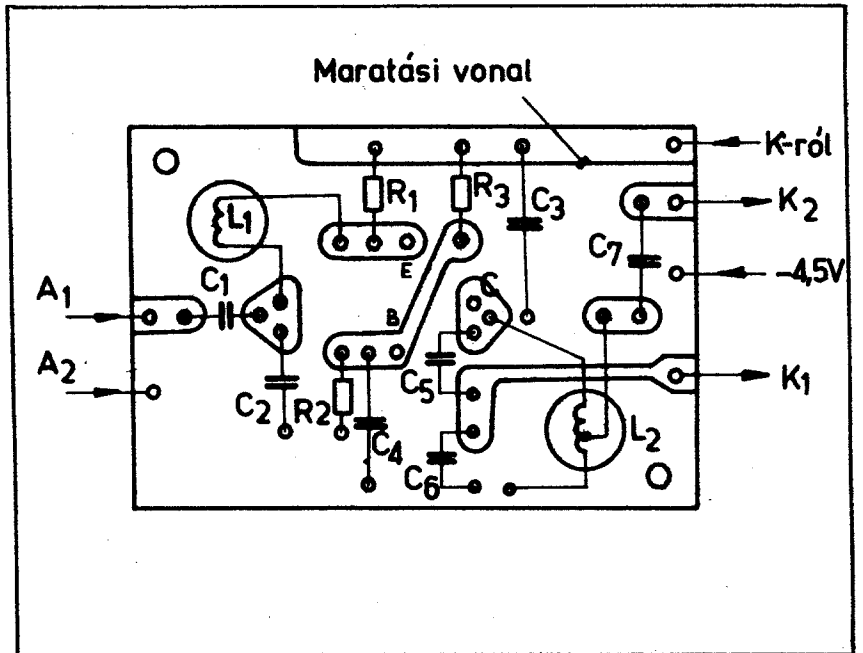 Maratási vonal
K-ról
R1
R3
C3
K2
L1
C7
E
C1
C
-4,5V
A1
B
A2
C5
K1
C2
R2
C4
L2
C6